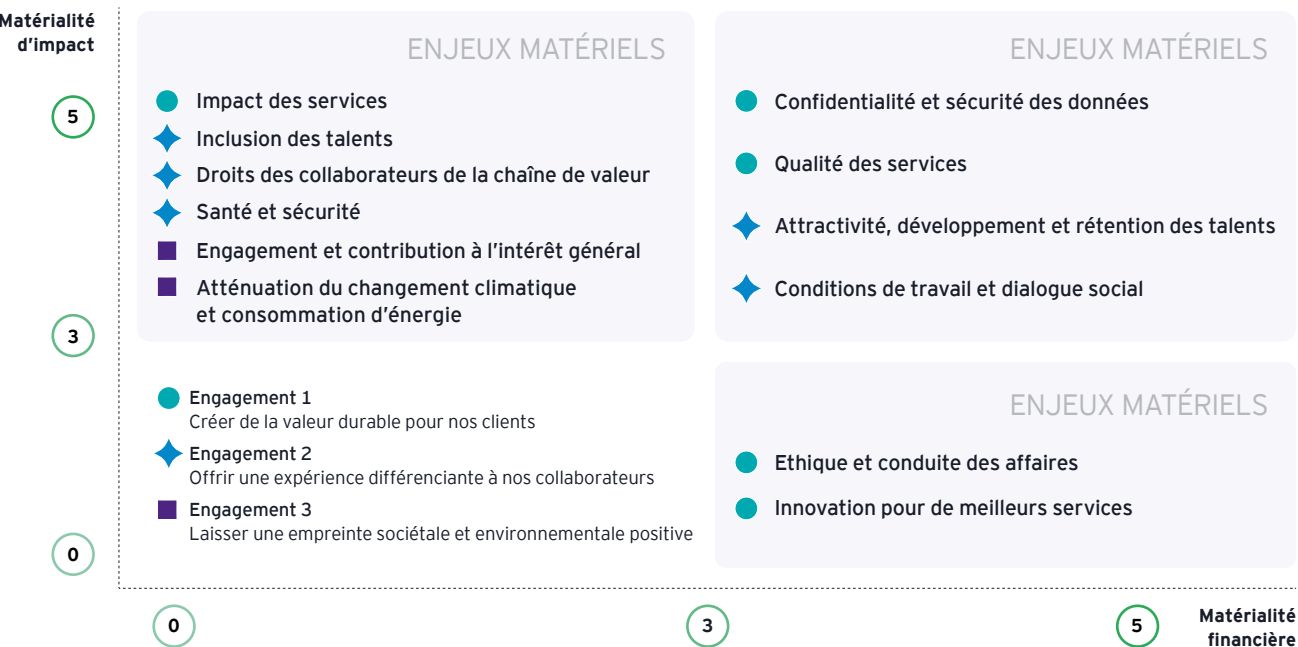 Matérialité
d'impact
5
3
0
ENJEUX MATÉRIELS
Impact des services
Inclusion des talents
Droits des collaborateurs de la chaîne de valeur
Santé et sécurité
Engagement et contribution à l'intérêt général
Atténuation du changement climatique
et consommation d'énergie
ENJEUX MATÉRIELS
Confidentialité et sécurité des données
Qualité des services
Attractivité, développement et rétention des talents
Conditions de travail et dialogue social
Engagement 1
Créer de la valeur durable pour nos clients
Engagement 2
Offrir une expérience différenciante à nos collaborateurs
Engagement 3
Laisser une empreinte sociétale et environnementale positive
ENJEUX MATÉRIELS
Ethique et conduite des affaires
Innovation pour de meilleurs services
0
3
5
Matérialité
financière